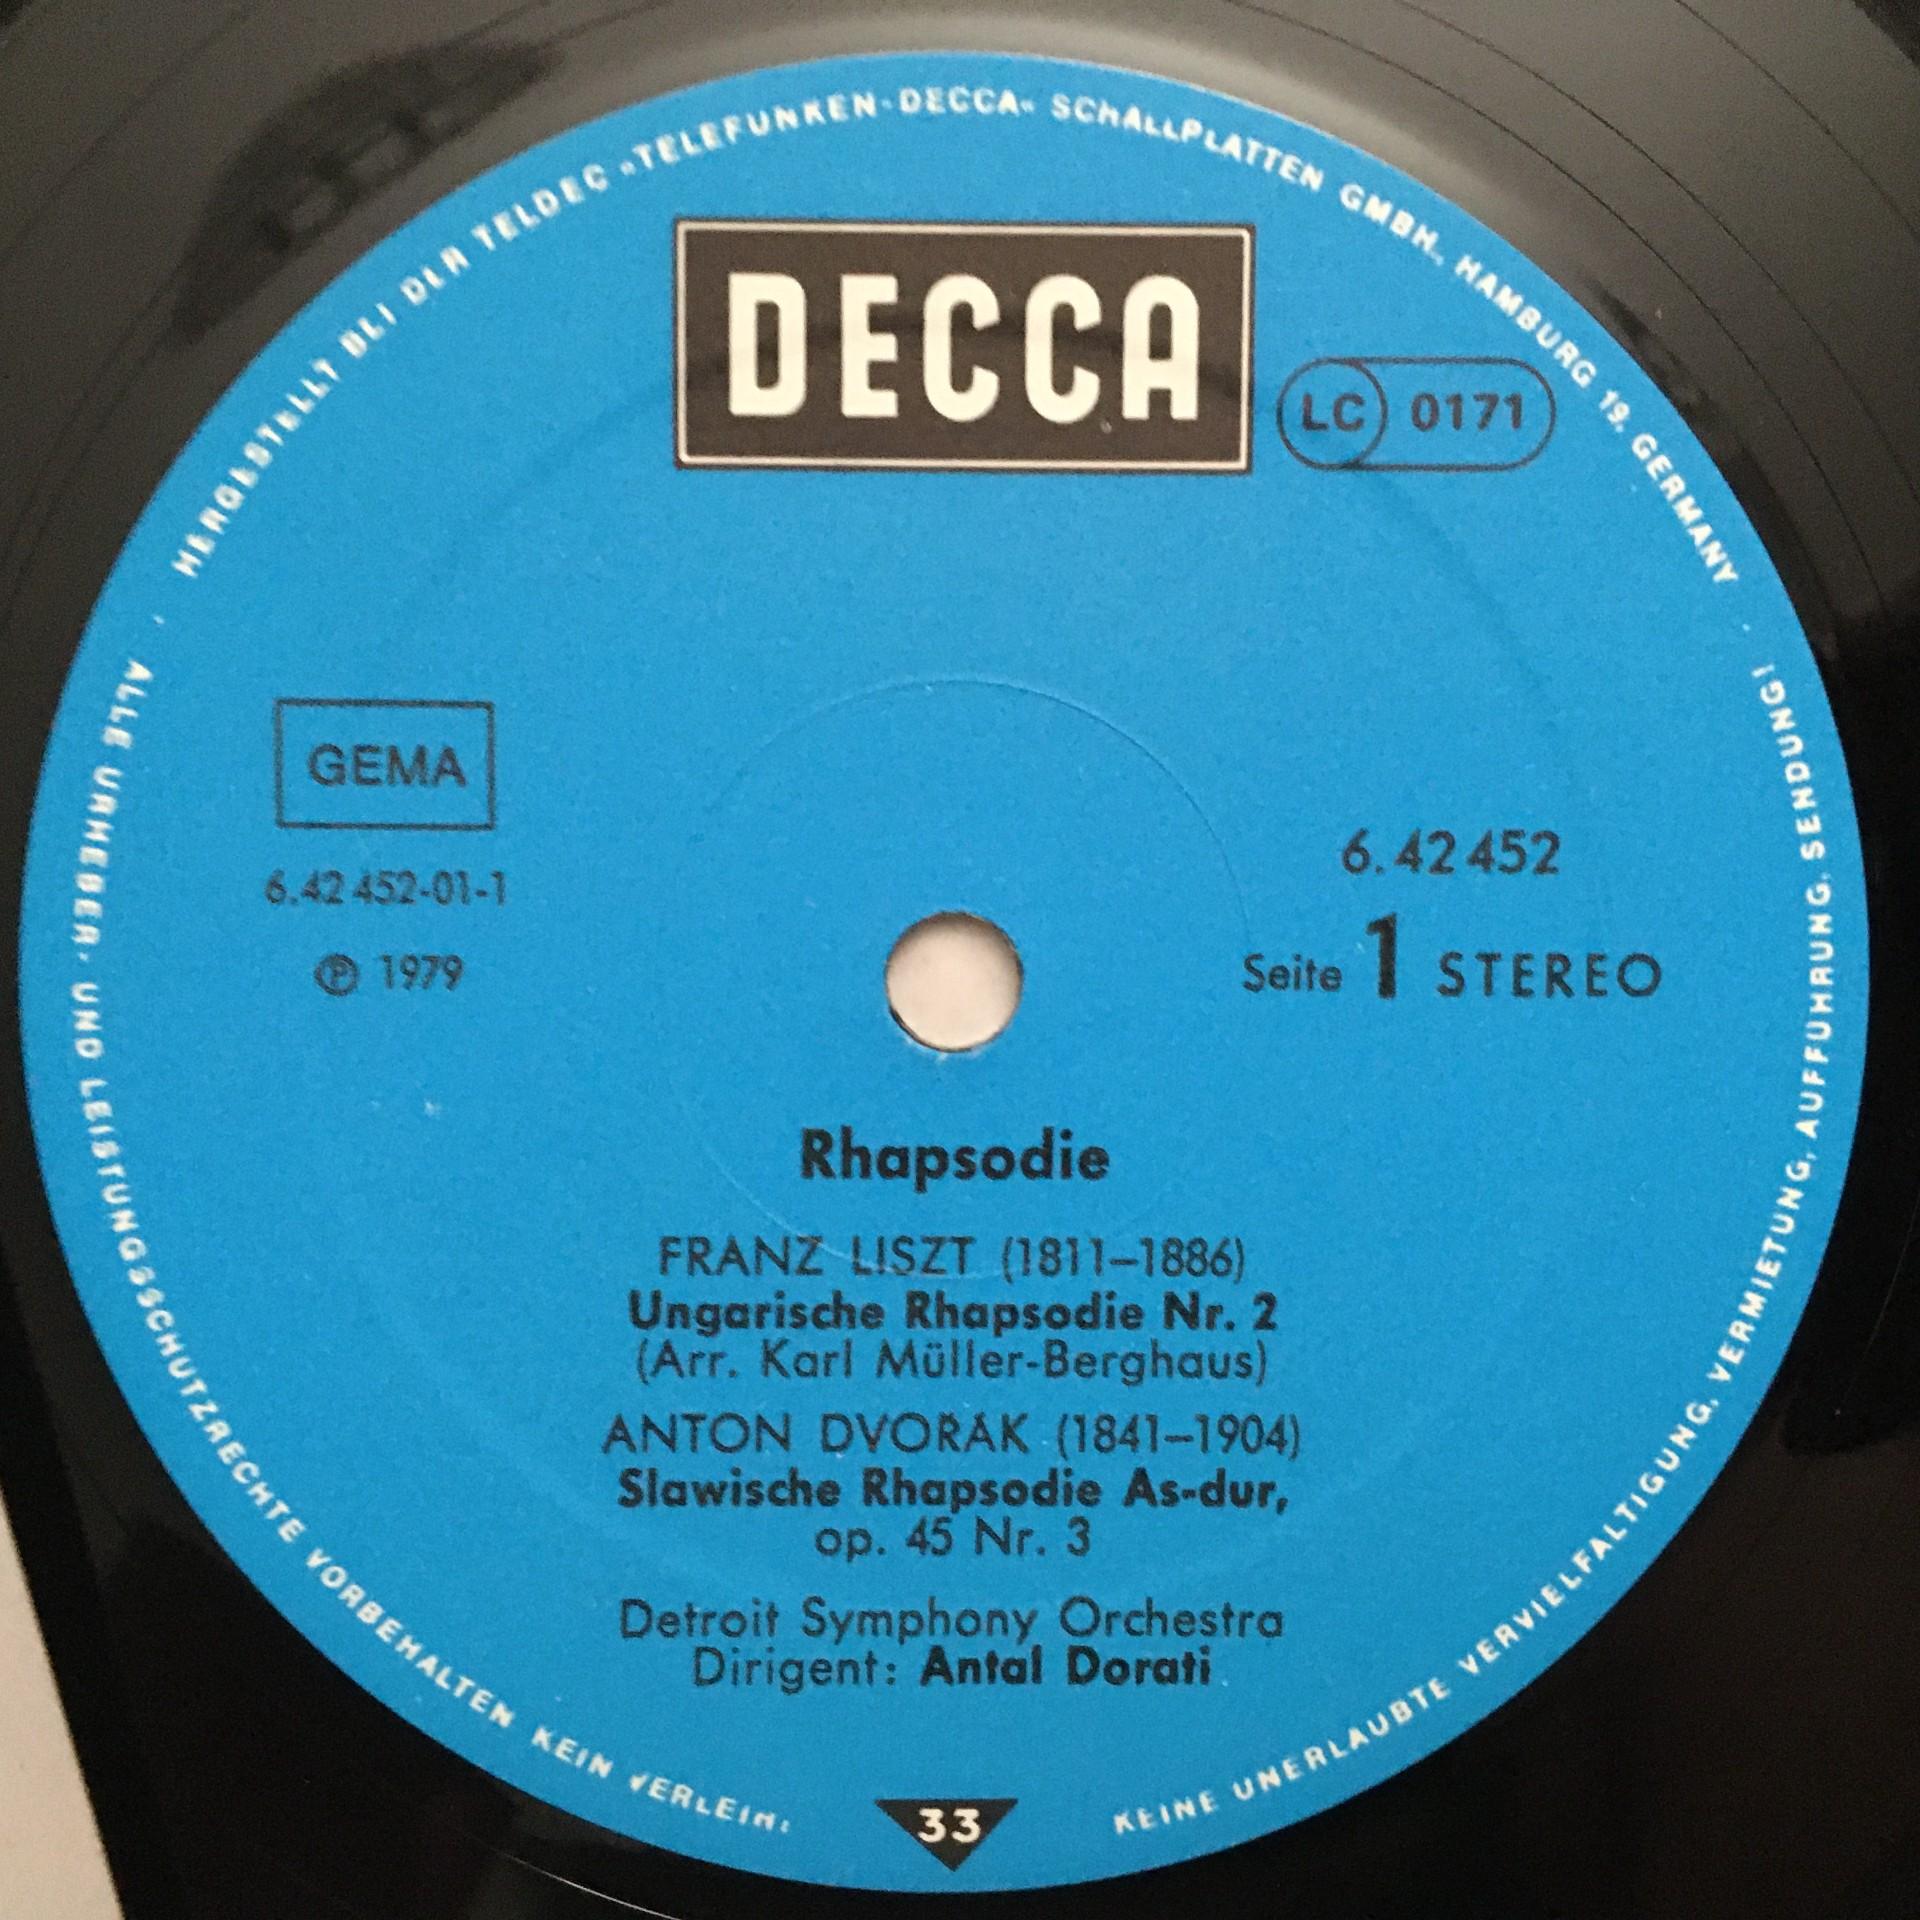 HERGESTELLT BEI DER TELDEC »TELEFUNKEN-DECCA« SCHALLPLATTEN GMBH., HAMBURG 19, GERMANY
DECCA
LC 0171
GEMA
6.42 452-01-1
Ⓟ 1979
6.42 452
Seite 1 STEREO
Rhapsodie
FRANZ LISZT (1811–1886)
Ungarische Rhapsodie Nr. 2
(Arr. Karl Müller-Berghaus)
ANTON DVOŘÁK (1841–1904)
Slawische Rhapsodie As-dur,
op. 45 Nr. 3
Detroit Symphony Orchestra
Dirigent: Antal Dorati
33
ALLE URHEBER- UND LEISTUNGSSCHUTZRECHTE VORBEHALTEN KEIN VERLEIH!
KEINE UNERLAUBTE VERVIELFÄLTIGUNG, VERMIETUNG, AUFFÜHRUNG, SENDUNG!